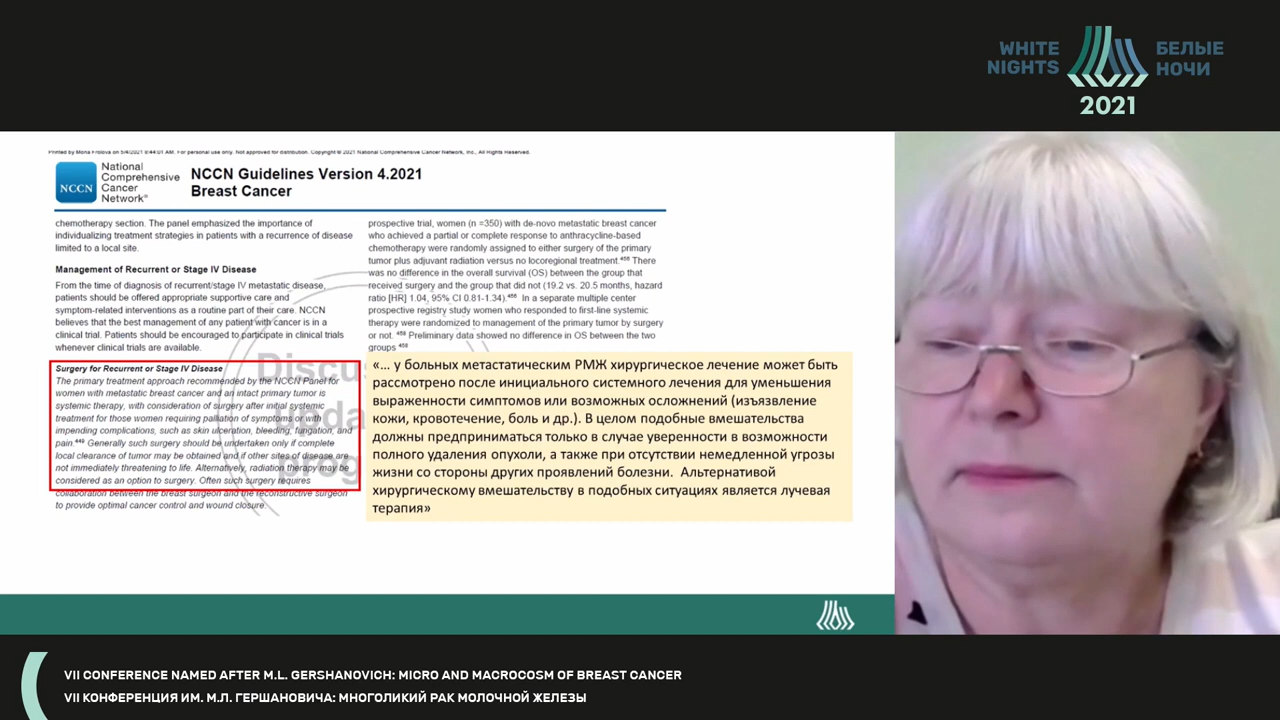 WHITE
NIGHTS
БЕЛЫЕ
НОЧИ
2021
Printed by Mona Frolova on 5/4/2021 8:44:01 AM. For personal use only. Not approved for distribution. Copyright © 2021 National Comprehensive Cancer Network, Inc., All Rights Reserved.
NCCN
National
Comprehensive
Cancer
Network®
NCCN Guidelines Version 4.2021
Breast Cancer
chemotherapy section. The panel emphasized the importance of
individualizing treatment strategies in patients with a recurrence of disease
limited to a local site.
Management of Recurrent or Stage IV Disease
From the time of diagnosis of recurrent/stage IV metastatic disease,
patients should be offered appropriate supportive care and
symptom-related interventions as a routine part of their care. NCCN
believes that the best management of any patient with cancer is in a
clinical trial. Patients should be encouraged to participate in clinical trials
whenever clinical trials are available.
Surgery for Recurrent or Stage IV Disease
The primary treatment approach recommended by the NCCN Panel for
women with metastatic breast cancer and an intact primary tumor is
systemic therapy, with consideration of surgery after initial systemic
treatment for those women requiring palliation of symptoms or with
impending complications, such as skin ulceration, bleeding, fungation, and
pain.⁴⁴⁹ Generally such surgery should be undertaken only if complete
local clearance of tumor may be obtained and if other sites of disease are
not immediately threatening to life. Alternatively, radiation therapy may be
considered as an option to surgery. Often such surgery requires
collaboration between the breast surgeon and the reconstructive surgeon
to provide optimal cancer control and wound closure.
prospective trial, women (n =350) with de-novo metastatic breast cancer
who achieved a partial or complete response to anthracycline-based
chemotherapy were randomly assigned to either surgery of the primary
tumor plus adjuvant radiation versus no locoregional treatment. There
was no difference in the overall survival (OS) between the group that
received surgery and the group that did not (19.2 vs. 20.5 months, hazard
ratio [HR] 1.04, 95% CI 0.81-1.34). In a separate multiple center
prospective registry study women who responded to first-line systemic
therapy were randomized to management of the primary tumor by surgery
or not. Preliminary data showed no difference in OS between the two
groups
Discu
upda
prog
«… у больных метастатическим РМЖ хирургическое лечение может быть
рассмотрено после инициального системного лечения для уменьшения
выраженности симптомов или возможных осложнений (изъязвление
кожи, кровотечение, боль и др.). В целом подобные вмешательства
должны предприниматься только в случае уверенности в возможности
полного удаления опухоли, а также при отсутствии немедленной угрозы
жизни со стороны других проявлений болезни. Альтернативой
хирургическому вмешательству в подобных ситуациях является лучевая
терапия»
VII CONFERENCE NAMED AFTER M.L. GERSHANOVICH: MICRO AND MACROCOSM OF BREAST CANCER
VII КОНФЕРЕНЦИЯ ИМ. М.Л. ГЕРШАНОВИЧА: МНОГОЛИКИЙ РАК МОЛОЧНОЙ ЖЕЛЕЗЫ